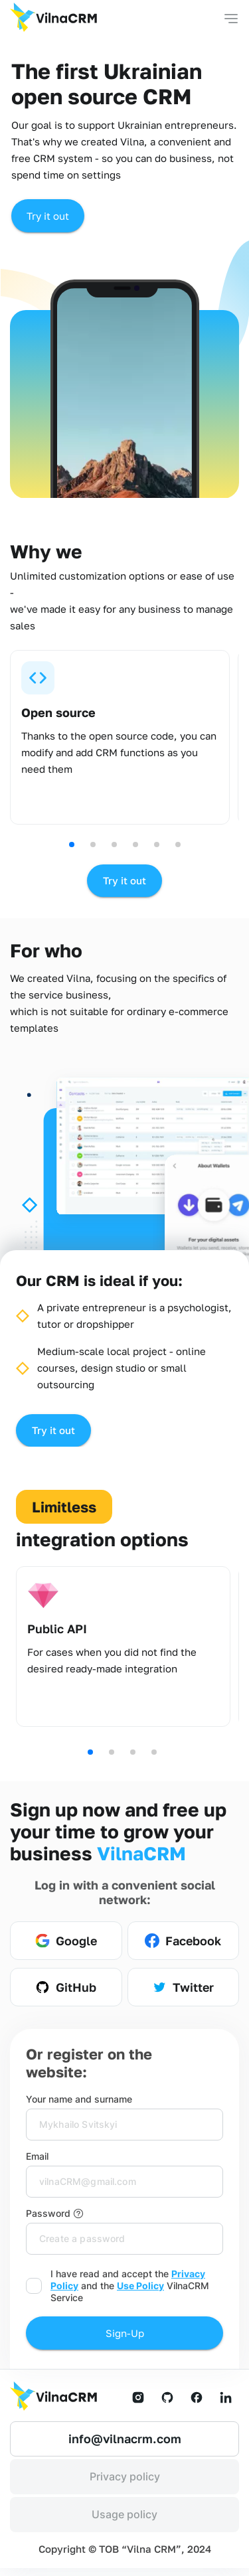 VilnaCRM
The first Ukrainian
open source CRM
Our goal is to support Ukrainian entrepreneurs.
That's why we created Vilna, a convenient and
free CRM system - so you can do business, not
spend time on settings
Try it out
Why we
Unlimited customization options or ease of use
-
we've made it easy for any business to manage
sales
Open source
Thanks to the open source code, you can
modify and add CRM functions as you
need them
Try it out
For who
We created Vilna, focusing on the specifics of
the service business,
which is not suitable for ordinary e-commerce
templates
About Wallets
For your digital assets
Our CRM is ideal if you:
A private entrepreneur is a psychologist,
tutor or dropshipper
Medium-scale local project - online
courses, design studio or small
outsourcing
Try it out
Limitless
integration options
Public API
For cases when you did not find the
desired ready-made integration
Sign up now and free up
your time to grow your
business VilnaCRM
Log in with a convenient social
network:
Google
Facebook
GitHub
Twitter
Or register on the
website:
Your name and surname
Mykhailo Svitskyi
Email
vilnaCRM@gmail.com
Password
Create a password
I have read and accept the Privacy
Policy and the Use Policy VilnaCRM
Service
Sign-Up
VilnaCRM
info@vilnacrm.com
Privacy policy
Usage policy
Copyright © ТОВ “Vilna CRM”, 2024